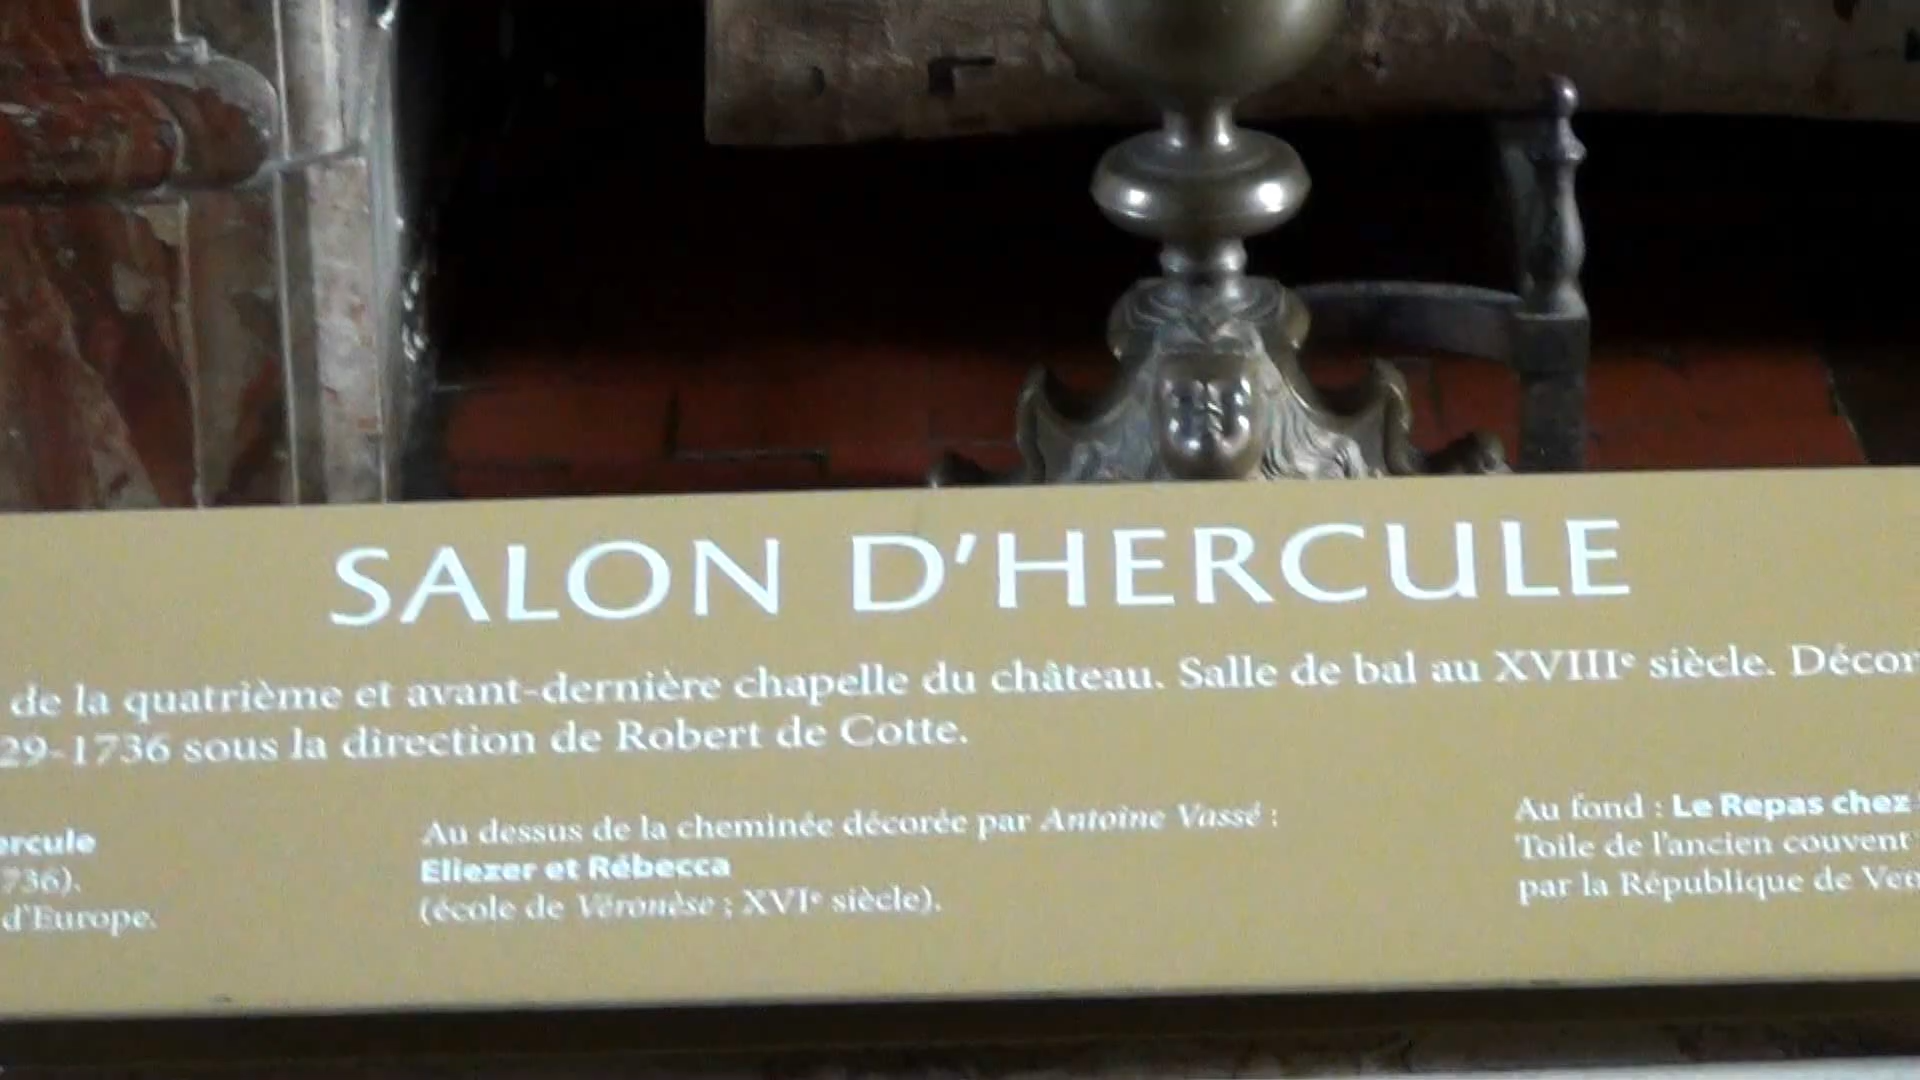 SALON D'HERCULE
de la quatrième et avant-dernière chapelle du château. Salle de bal au XVIIIe siècle. Décor
29-1736 sous la direction de Robert de Cotte.
ercule
736).
d'Europe.
Au dessus de la cheminée décorée par Antoine Vassé :
Eliezer et Rébecca
(école de Véronèse ; XVIe siècle).
Au fond : Le Repas chez
Toile de l'ancien couvent
par la République de Ven